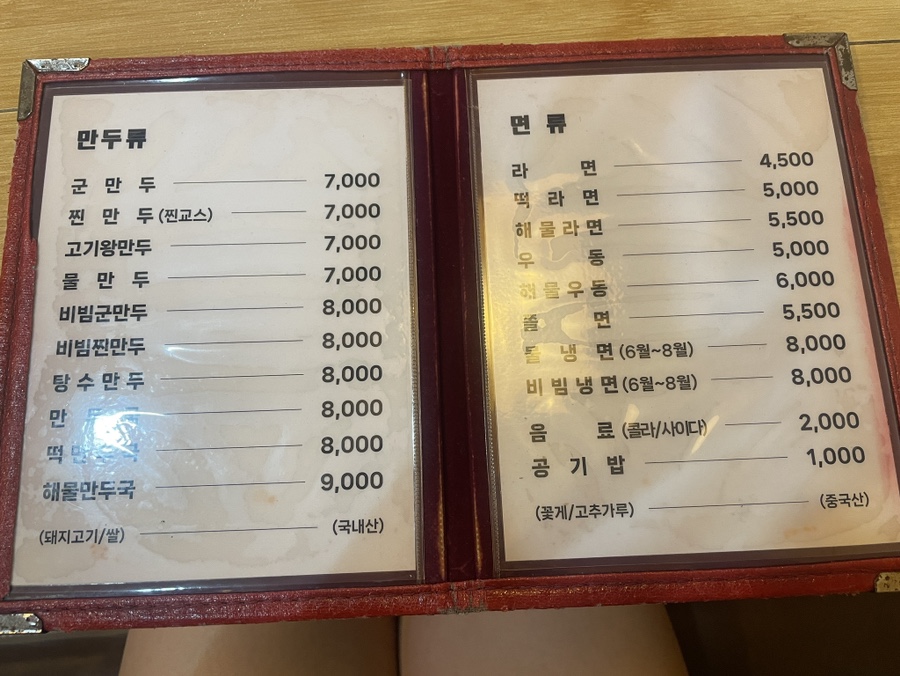 만두류
군 만 두 7,000
찐 만 두 (찐교스) 7,000
고기왕만두 7,000
물 만 두 7,000
비빔군만두 8,000
비빔찐만두 8,000
탕 수 만 두 8,000
만 8,000
떡 만 국 8,000
해물만두국 9,000
(돼지고기/쌀) (국내산)
면 류
라 면 4,500
떡 라 면 5,000
해물라면 5,500
우 동 5,000
해물우동 6,000
쫄 면 5,500
물 냉 면 (6월~8월) 8,000
비빔냉면 (6월~8월) 8,000
음 료 (콜라/사이다) 2,000
공 기 밥 1,000
(꽃게/고추가루) (중국산)